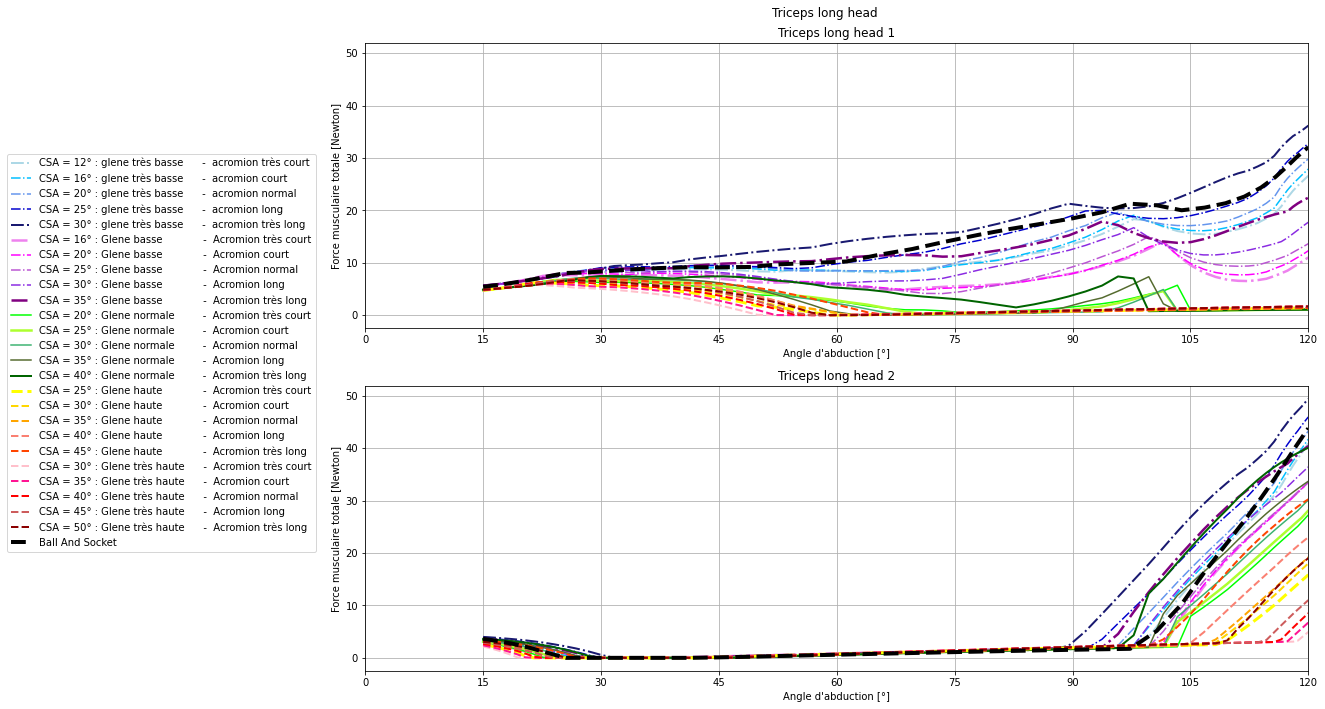 Triceps long head
Triceps long head 1
50
40
30
20
10
0
Force musculaire totale [Newton]
0 15 30 45 60 75 90 105 120
Angle d'abduction [°]
CSA = 12° : glene très basse - acromion très court
CSA = 16° : glene très basse - acromion court
CSA = 20° : glene très basse - acromion normal
CSA = 25° : glene très basse - acromion long
CSA = 30° : glene très basse - acromion très long
CSA = 16° : Glene basse - Acromion très court
CSA = 20° : Glene basse - Acromion court
CSA = 25° : Glene basse - Acromion normal
CSA = 30° : Glene basse - Acromion long
CSA = 35° : Glene basse - Acromion très long
CSA = 20° : Glene normale - Acromion très court
CSA = 25° : Glene normale - Acromion court
CSA = 30° : Glene normale - Acromion normal
CSA = 35° : Glene normale - Acromion long
CSA = 40° : Glene normale - Acromion très long
CSA = 25° : Glene haute - Acromion très court
CSA = 30° : Glene haute - Acromion court
CSA = 35° : Glene haute - Acromion normal
CSA = 40° : Glene haute - Acromion long
CSA = 45° : Glene haute - Acromion très long
CSA = 30° : Glene très haute - Acromion très court
CSA = 35° : Glene très haute - Acromion court
CSA = 40° : Glene très haute - Acromion normal
CSA = 45° : Glene très haute - Acromion long
CSA = 50° : Glene très haute - Acromion très long
Ball And Socket
Triceps long head 2
50
40
30
20
10
0
Force musculaire totale [Newton]
0 15 30 45 60 75 90 105 120
Angle d'abduction [°]